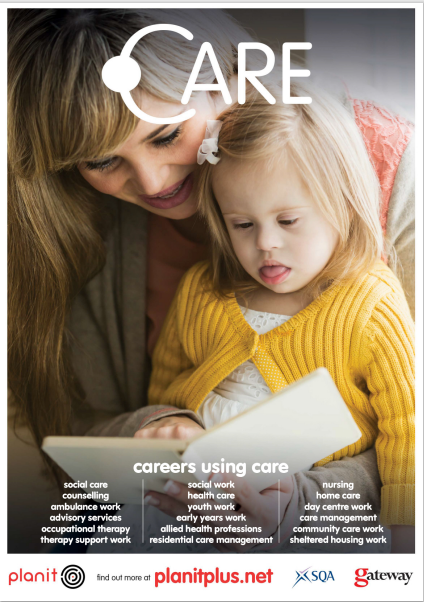 CARE
careers using care
social care
counselling
ambulance work
advisory services
occupational therapy
therapy support work
social work
health care
youth work
early years work
allied health professions
residential care management
nursing
home care
day centre work
care management
community care work
sheltered housing work
planit find out more at planitplus.net SQA gateway